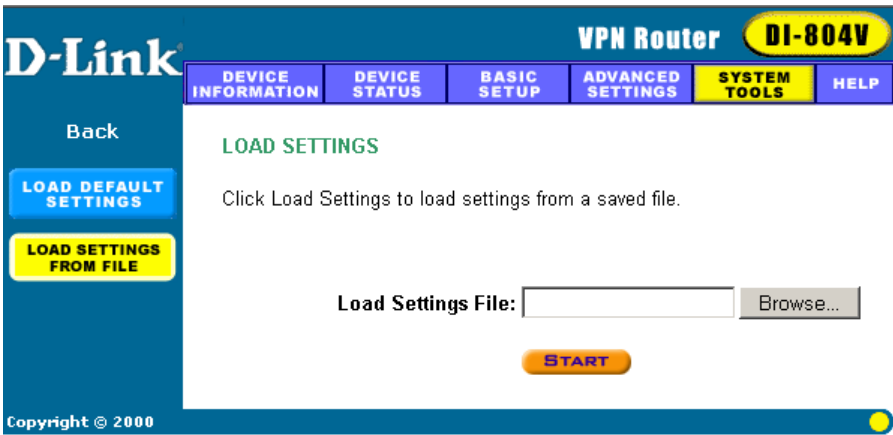 D-Link
VPN Router
DI-804V
DEVICE
INFORMATION
DEVICE
STATUS
BASIC
SETUP
ADVANCED
SETTINGS
SYSTEM
TOOLS
HELP
Back
LOAD DEFAULT
SETTINGS
LOAD SETTINGS
FROM FILE
LOAD SETTINGS
Click Load Settings to load settings from a saved file.
Load Settings File:
Browse...
START
Copyright © 2000